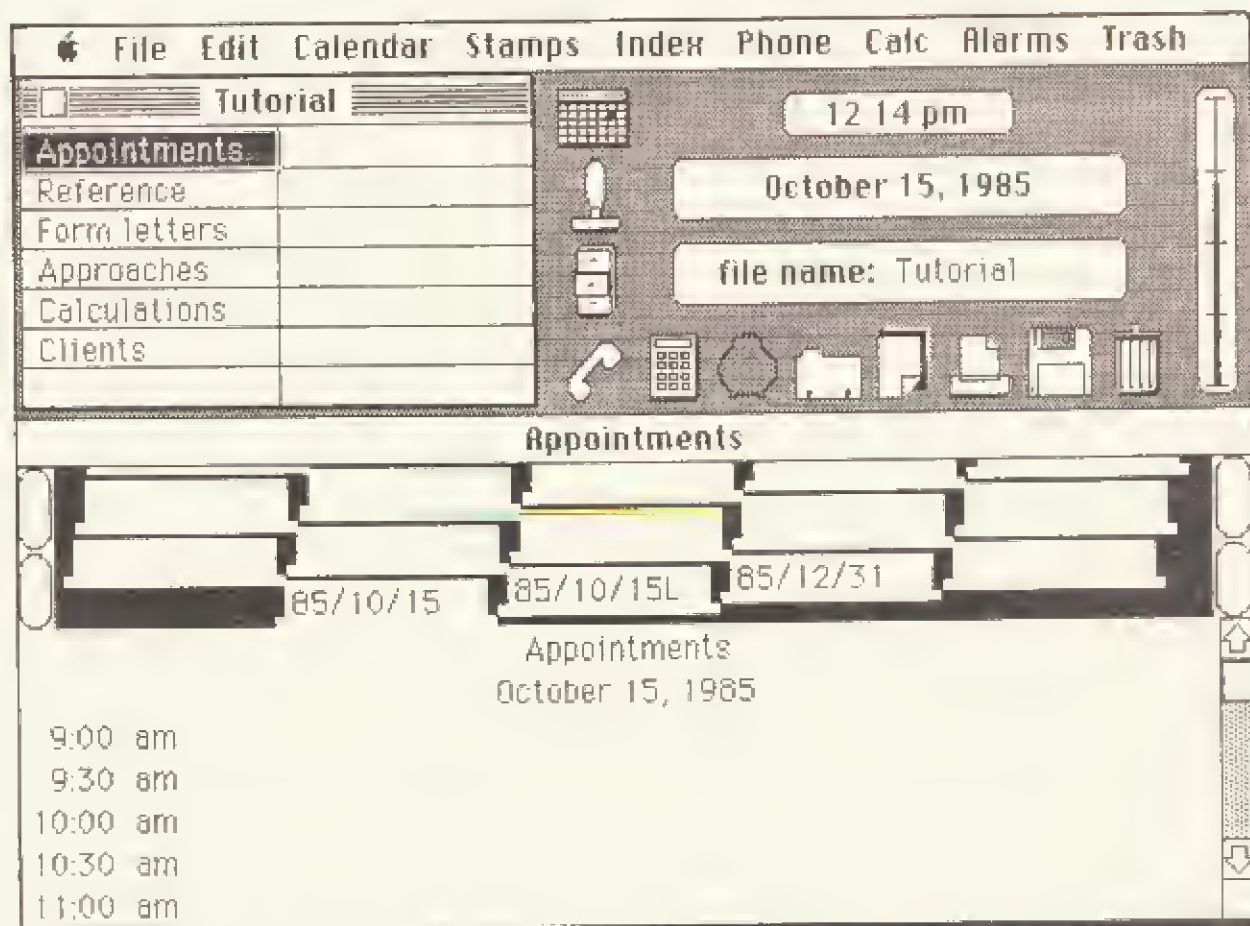 File Edit Calendar Stamps Index Phone Calc Alarms Trash
Tutorial
Appointments
Reference
Form letters
Approaches
Calculations
Clients
12 14 pm
October 15, 1985
file name: Tutorial
Appointments
85/10/15 85/10/15L 85/12/31
Appointments
October 15, 1985
9:00 am
9:30 am
10:00 am
10:30 am
11:00 am